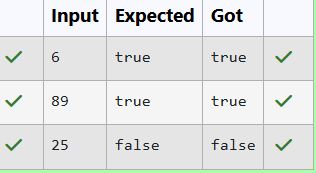 Input Expected Got
6 true true
89 true true
25 false false